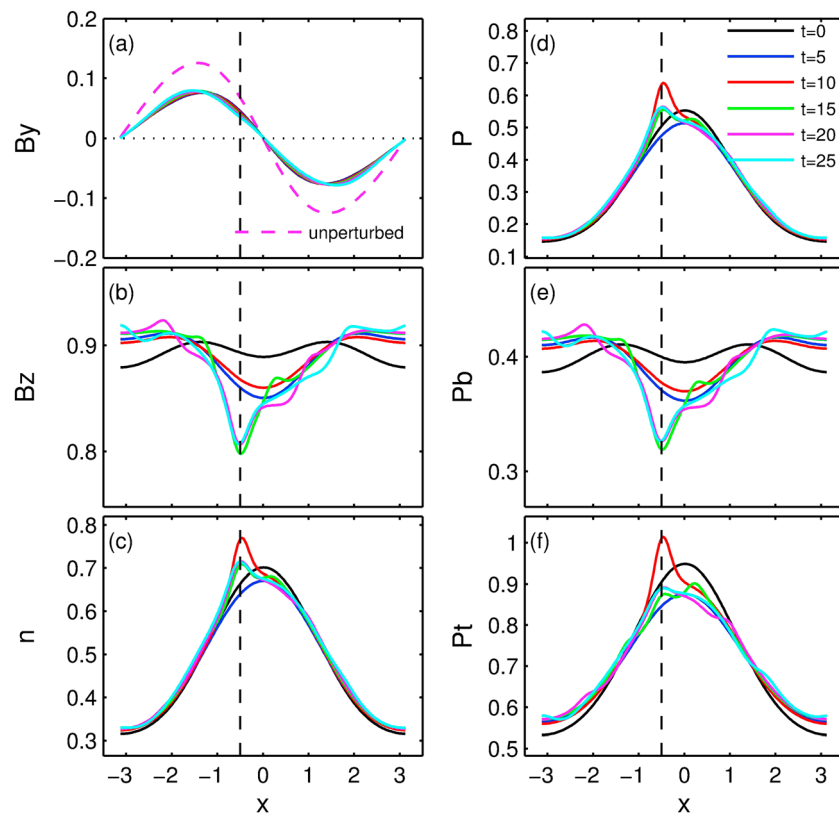 (a)
0.2
0.1
0
−0.1
−0.2
By
unperturbed
(d)
0.8
0.7
0.6
0.5
0.4
0.3
0.2
0.1
P
t=0
t=5
t=10
t=15
t=20
t=25
(b)
0.9
0.8
Bz
(e)
0.4
0.3
Pb
(c)
0.8
0.7
0.6
0.5
0.4
0.3
n
−3 −2 −1 0 1 2 3
x
(f)
1
0.9
0.8
0.7
0.6
0.5
Pt
−3 −2 −1 0 1 2 3
x